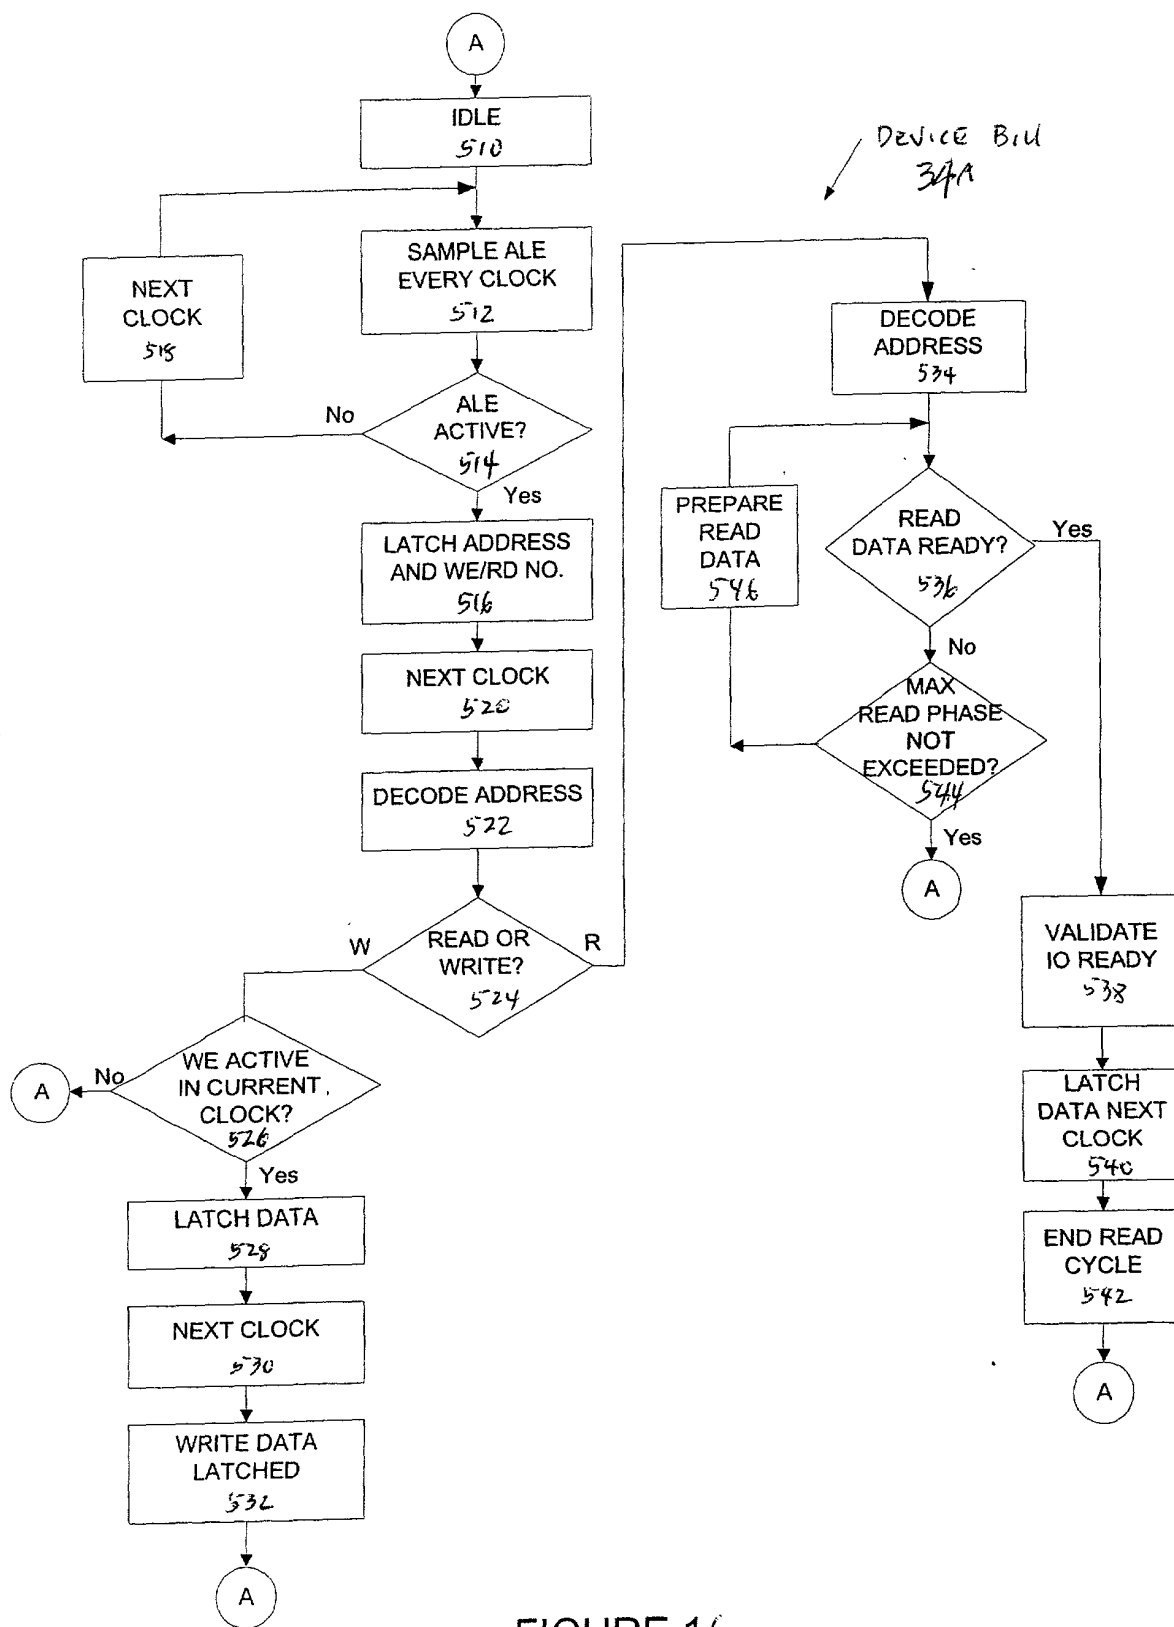 A
IDLE
510
DEVICE BIU
34A
SAMPLE ALE
EVERY CLOCK
512
NEXT
CLOCK
518
No
ALE
ACTIVE?
514
Yes
LATCH ADDRESS
AND WE/RD NO.
516
NEXT CLOCK
520
DECODE ADDRESS
522
W
READ OR
WRITE?
524
R
A
No
WE ACTIVE
IN CURRENT
CLOCK?
526
Yes
LATCH DATA
528
NEXT CLOCK
530
WRITE DATA
LATCHED
532
A
DECODE
ADDRESS
534
PREPARE
READ
DATA
546
READ
DATA READY?
536
Yes
No
MAX
READ PHASE
NOT
EXCEEDED?
544
Yes
A
VALIDATE
IO READY
538
LATCH
DATA NEXT
CLOCK
540
END READ
CYCLE
542
A
FIGURE